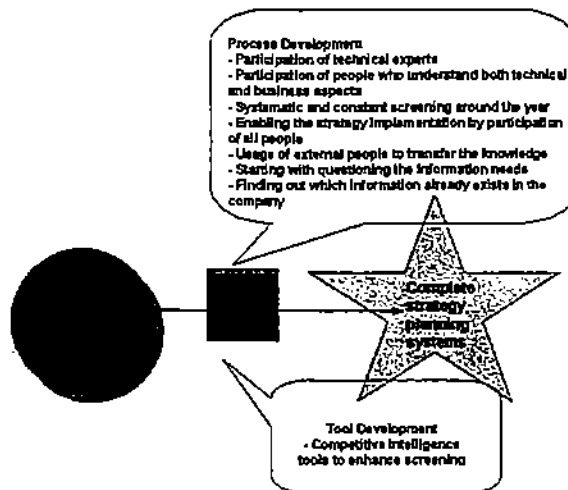 Process Development
- Participation of technical experts
- Participation of people who understand both technical
and business aspects
- Systematic and constant screening around the year
- Enabling the strategy implementation by participation
of all people
- Usage of external people to transfer the knowledge
- Starting with questioning the information needs
- Finding out which information already exists in the
company
Complete
strategy
planning
systems
Tool Development
- Competitive intelligence
tools to enhance screening